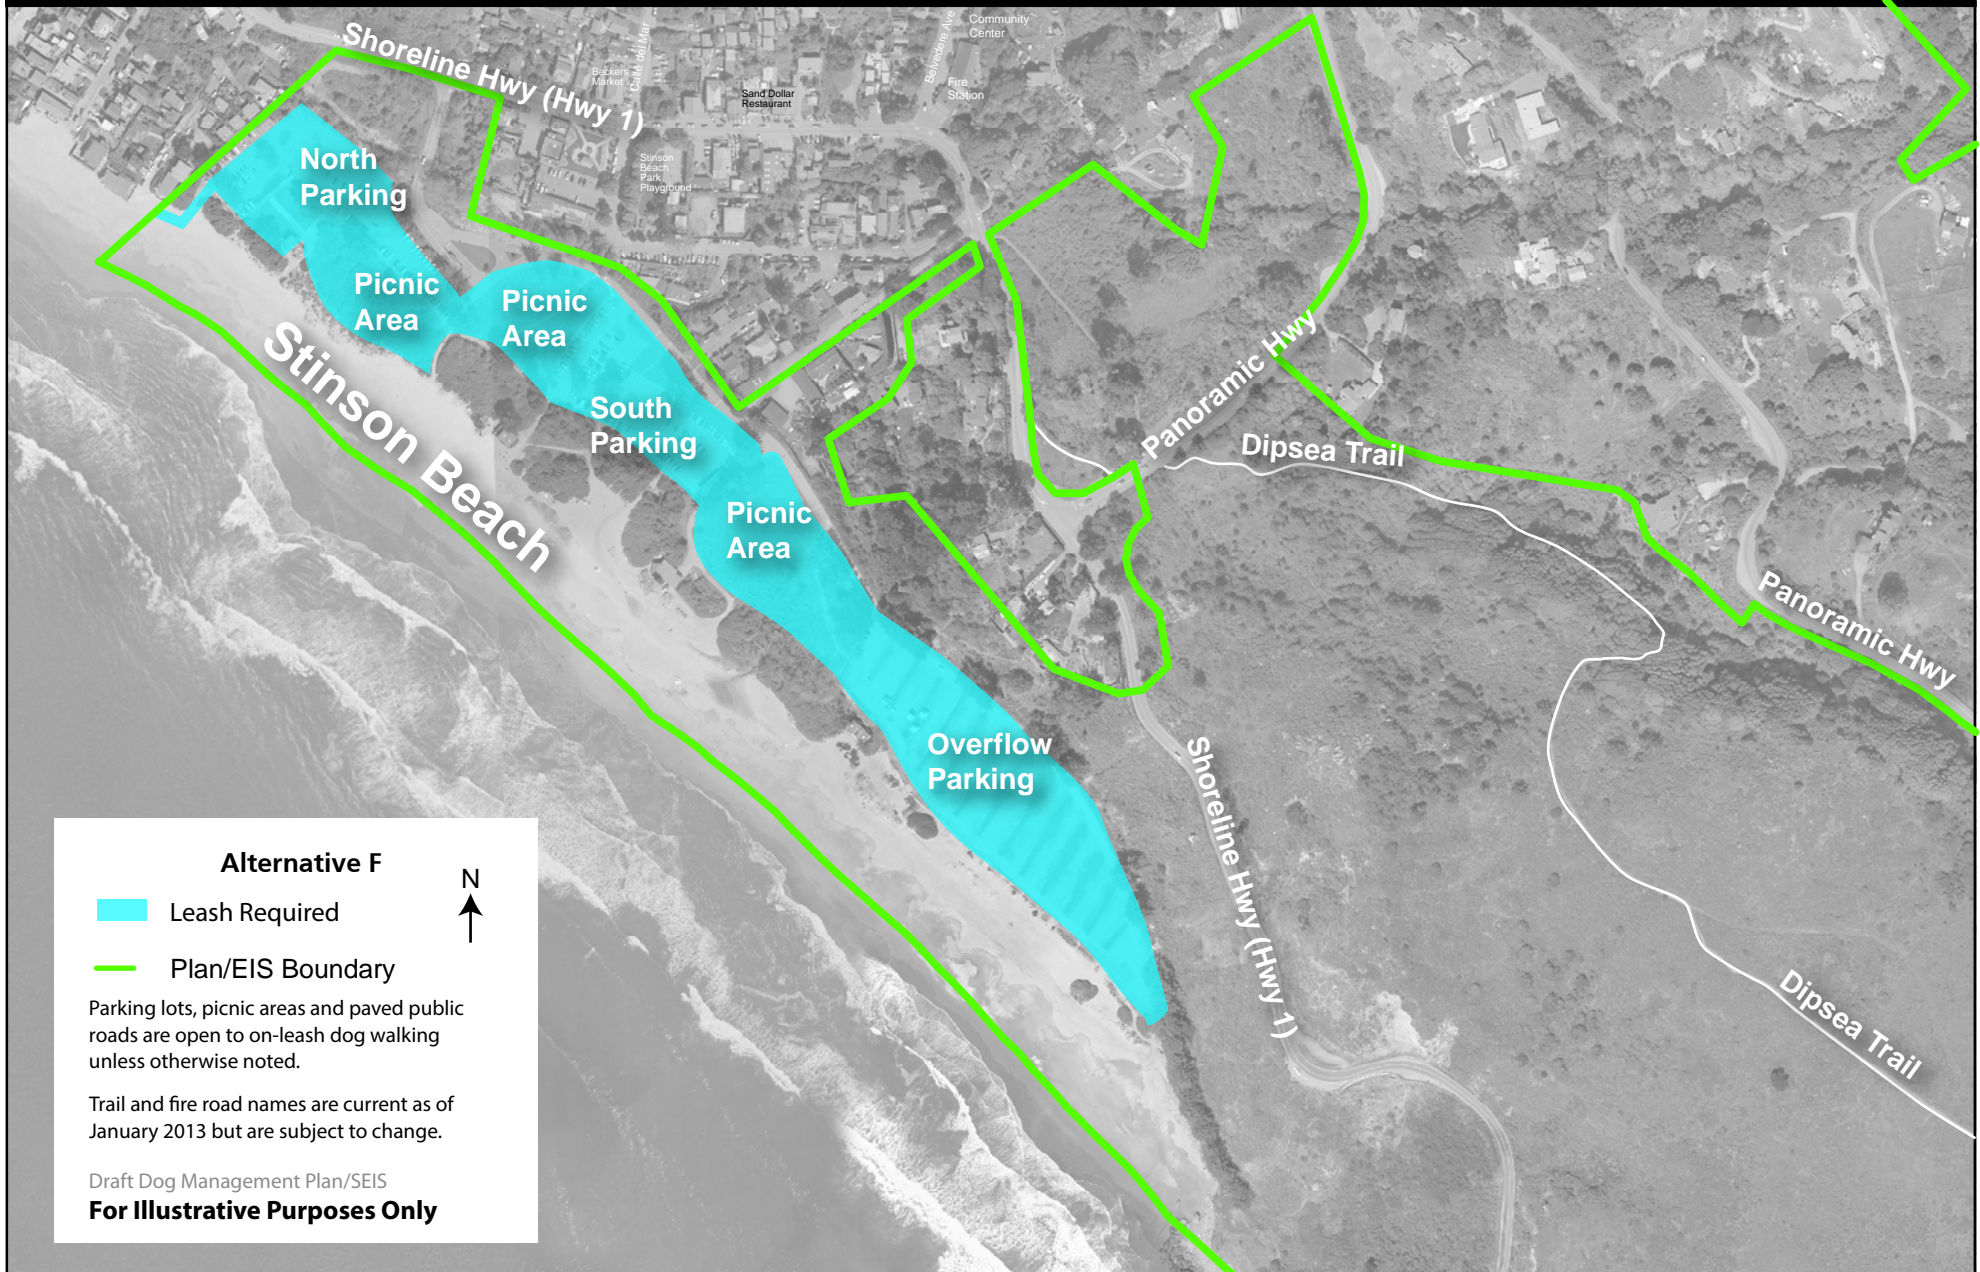 Shoreline Hwy (Hwy 1)
Beckers
Market
Calle del Mar
Sand Dollar
Restaurant
Belvedere Ave
Community
Center
Fire
Station
Stinson
Beach
Park
Playground
North
Parking
Picnic
Area
Picnic
Area
South
Parking
Picnic
Area
Overflow
Parking
Stinson Beach
Panoramic Hwy
Dipsea Trail
Panoramic Hwy
Shoreline Hwy (Hwy 1)
Dipsea Trail
Alternative F
N
Leash Required
Plan/EIS Boundary
Parking lots, picnic areas and paved public
roads are open to on-leash dog walking
unless otherwise noted.
Trail and fire road names are current as of
January 2013 but are subject to change.
Draft Dog Management Plan/SEIS
For Illustrative Purposes Only